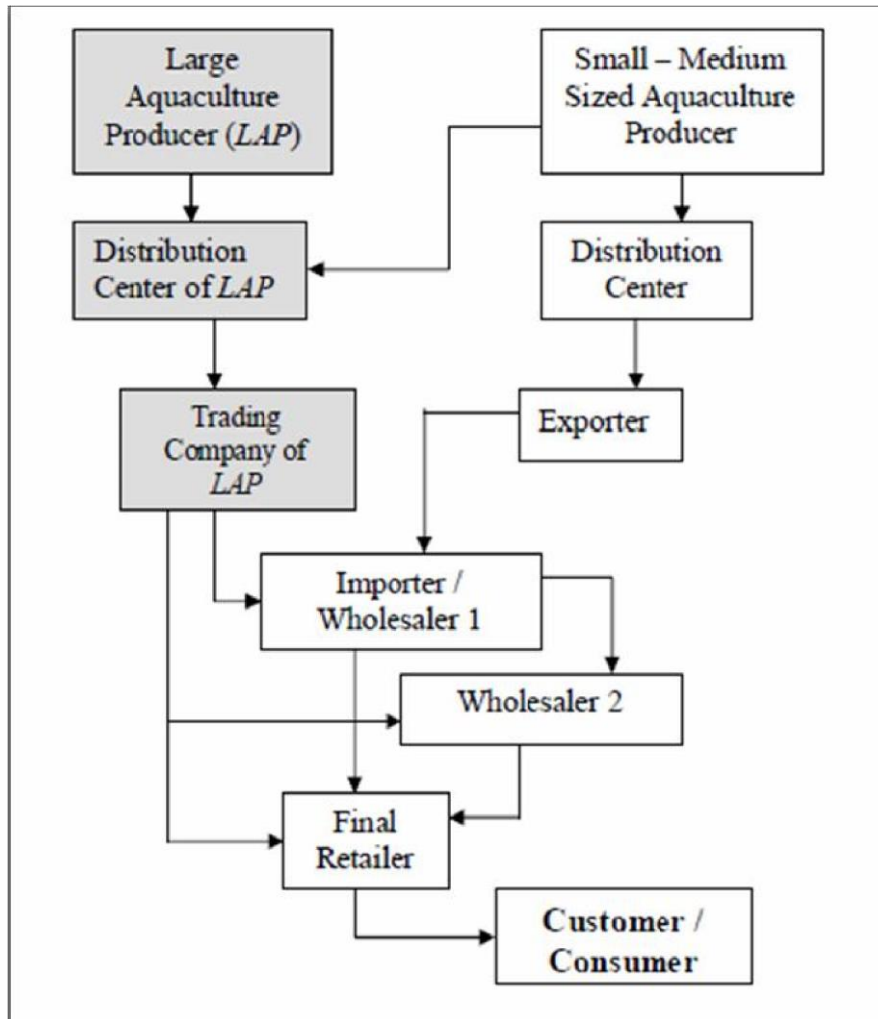 Large
Aquaculture
Producer (LAP)
Small – Medium
Sized Aquaculture
Producer
Distribution
Center of LAP
Distribution
Center
Trading
Company of
LAP
Exporter
Importer /
Wholesaler 1
Wholesaler 2
Final
Retailer
Customer /
Consumer